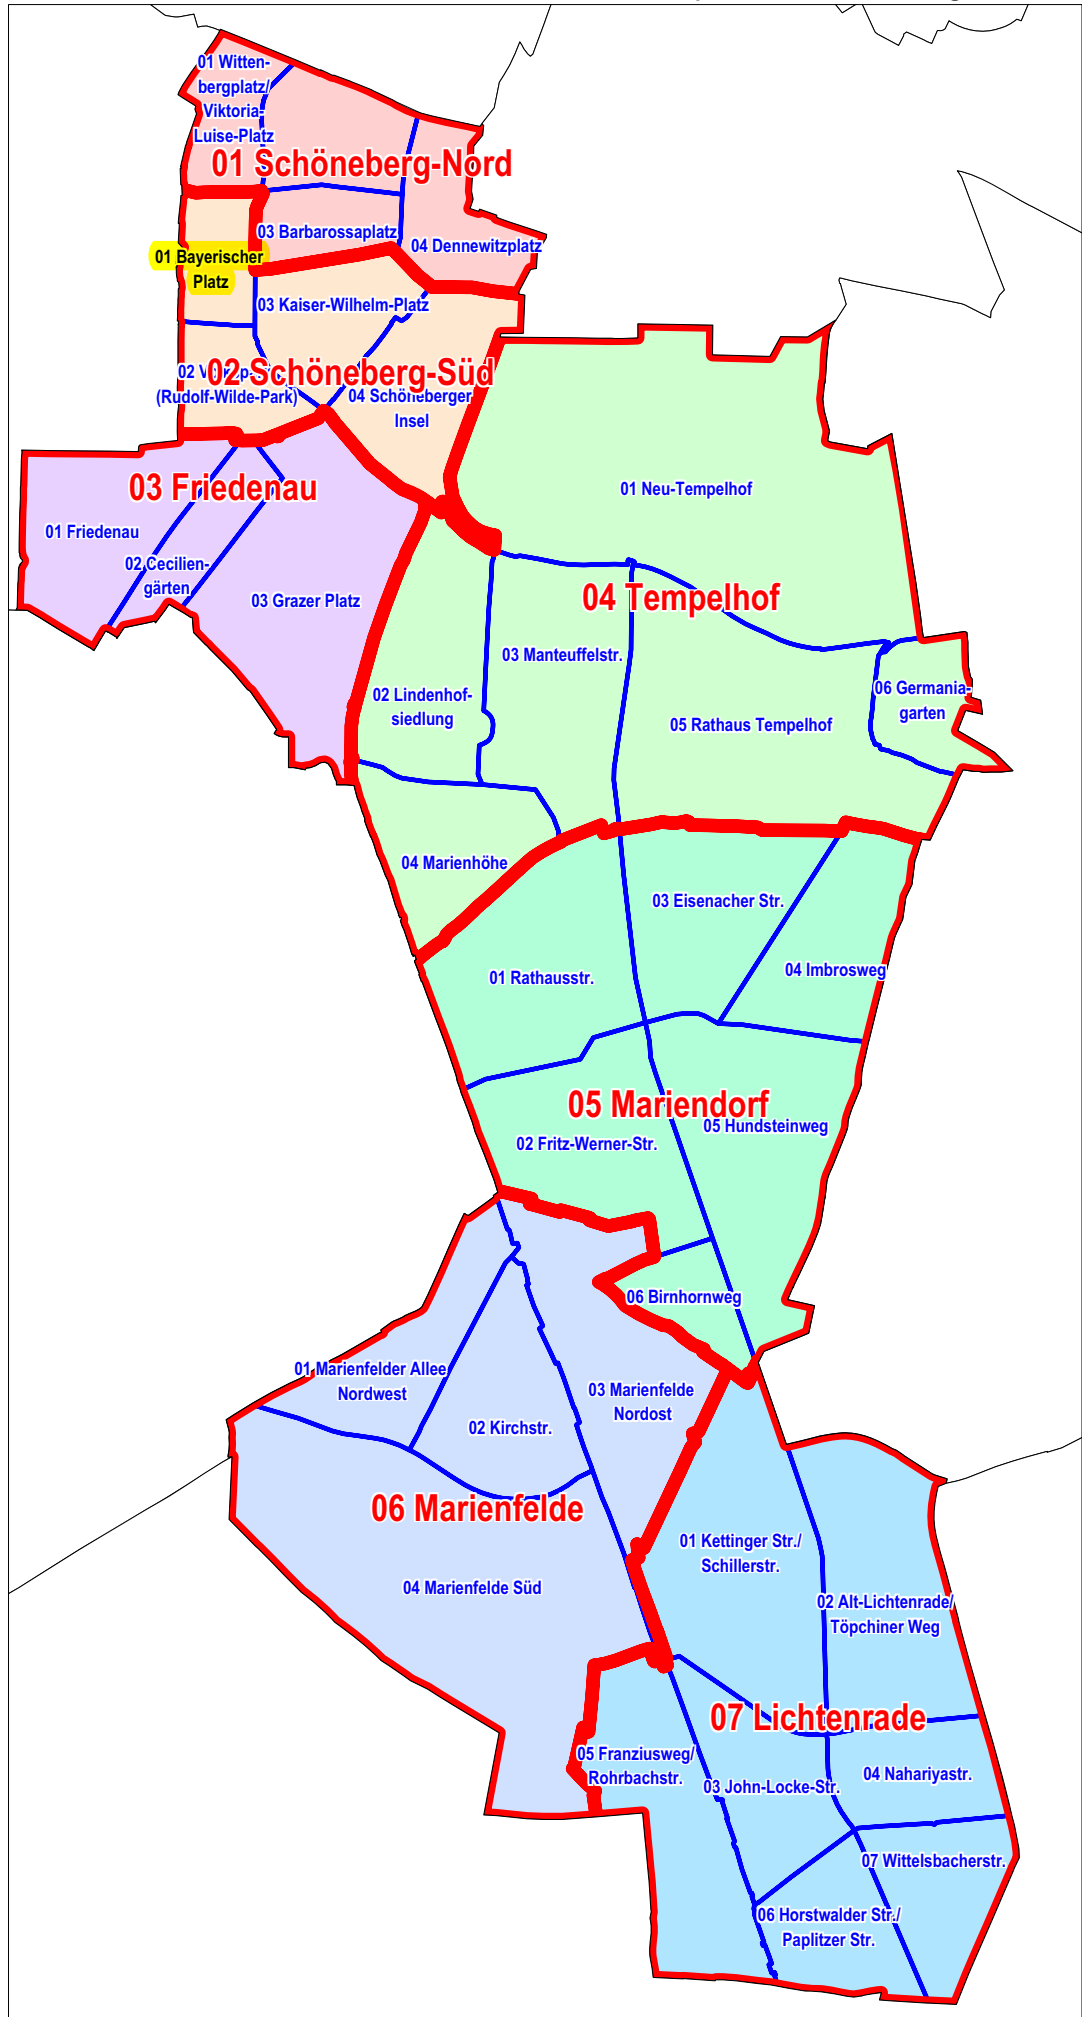 01 Witten-
bergplatz/
Viktoria-
Luise-Platz
01 Schöneberg-Nord
03 Barbarossaplatz
04 Dennewitzplatz
01 Bayerischer
Platz
03 Kaiser-Wilhelm-Platz
02 Schöneberg-Süd
02
(Rudolf-Wilde-Park)
04 Schöneberger
Insel
03 Friedenau
01 Friedenau
02 Cecilien-
gärten
03 Grazer Platz
01 Neu-Tempelhof
04 Tempelhof
03 Manteuffelstr.
02 Lindenhof-
siedlung
06 Germania-
garten
05 Rathaus Tempelhof
04 Marienhöhe
03 Eisenacher Str.
01 Rathausstr.
04 Imbrosweg
05 Mariendorf
05 Hundsteinweg
02 Fritz-Werner-Str.
06 Birnhornweg
01 Marienfelder Allee
Nordwest
03 Marienfelde
Nordost
02 Kirchstr.
06 Marienfelde
04 Marienfelde Süd
01 Kettinger Str./
Schillerstr.
02 Alt-Lichtenrade/
Töpchiner Weg
07 Lichtenrade
05 Franziusweg/
Rohrbachstr.
03 John-Locke-Str.
04 Nahariyastr.
07 Wittelsbacherstr.
06 Horstwalder Str./
Paplitzer Str.